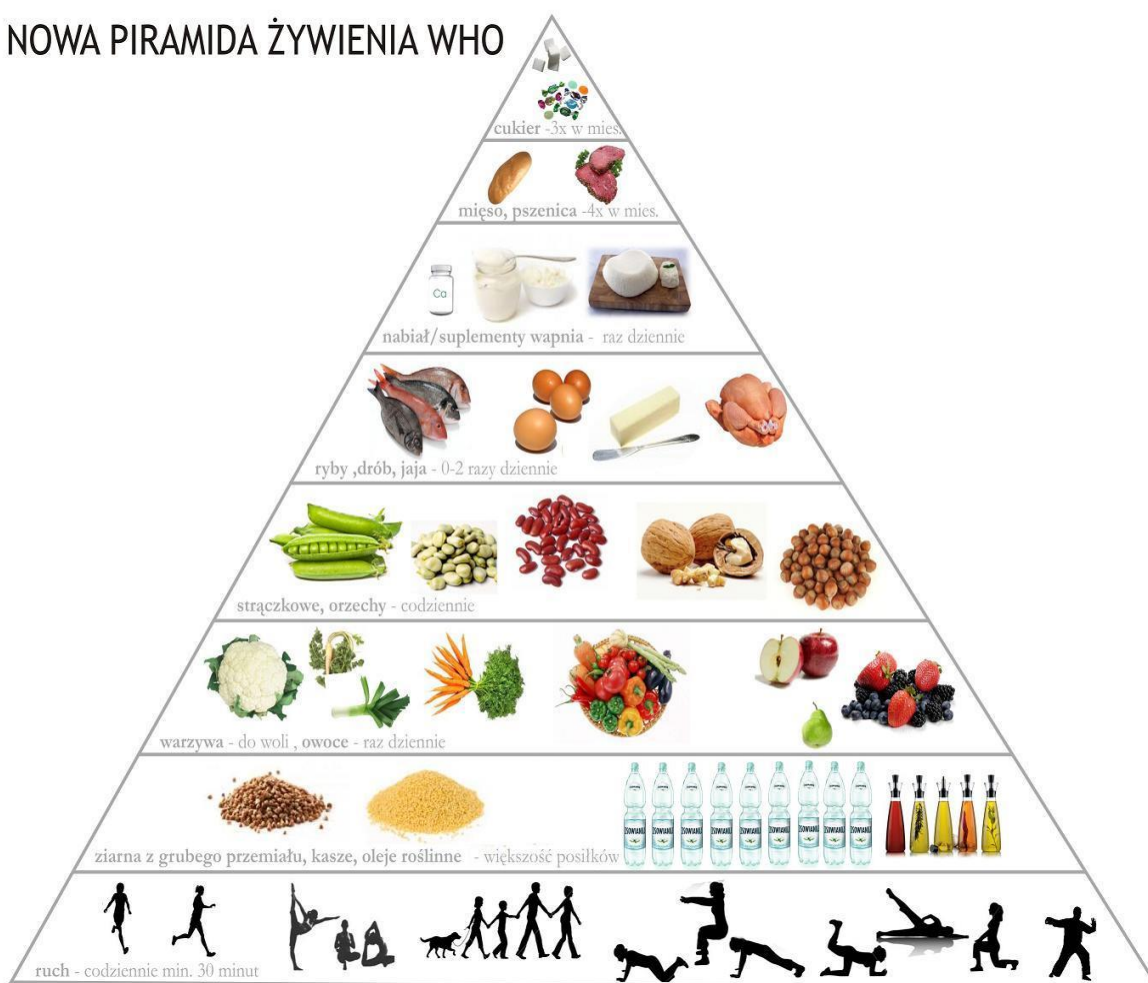 NOWA PIRAMIDA ŻYWIENIA WHO
cukier -3x w mies.
mięso, pszenica -4x w mies.
Ca
nabiał/suplementy wapnia - raz dziennie
ryby ,drób, jaja - 0-2 razy dziennie
strączkowe, orzechy - codziennie
warzywa - do woli , owoce - raz dziennie
ziarna z grubego przemiału, kasze, oleje roślinne - większość posiłków
ruch - codziennie min. 30 minut